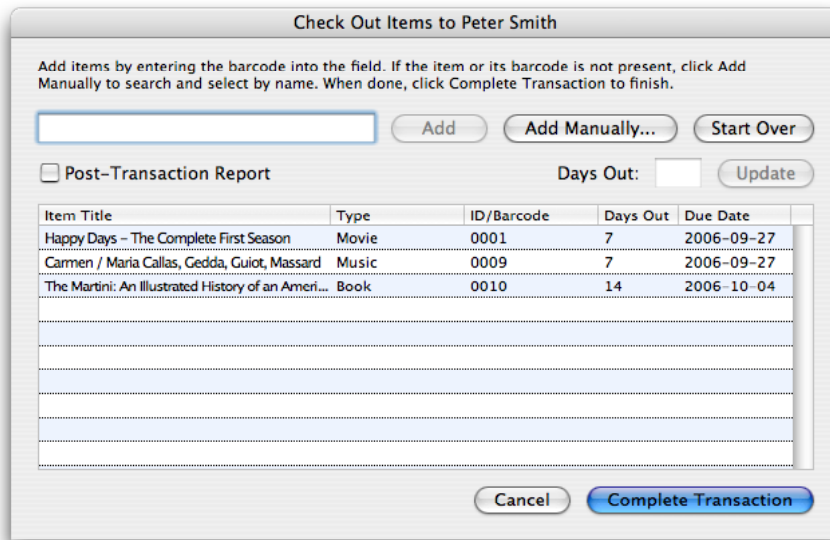 Check Out Items to Peter Smith
Add items by entering the barcode into the field. If the item or its barcode is not present, click Add
Manually to search and select by name. When done, click Complete Transaction to finish.
Add Add Manually... Start Over
Post-Transaction Report Days Out: Update
Item Title Type ID/Barcode Days Out Due Date
Happy Days – The Complete First Season Movie 0001 7 2006-09-27
Carmen / Maria Callas, Gedda, Guiot, Massard Music 0009 7 2006-09-27
The Martini: An Illustrated History of an Ameri... Book 0010 14 2006-10-04
Cancel Complete Transaction